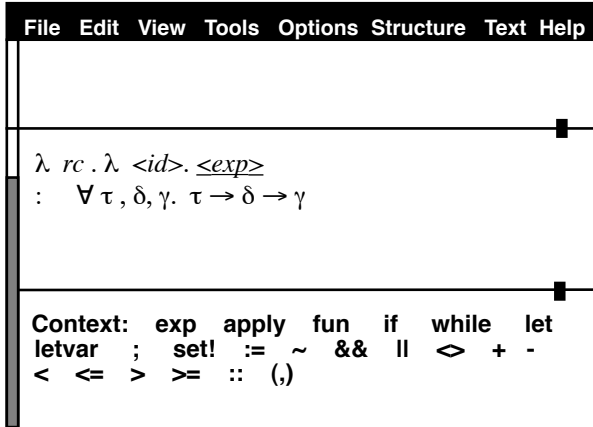 File Edit View Tools Options Structure Text Help
λ rc . λ <id>. <exp>
: ∀ τ , δ, γ. τ → δ → γ
Context: exp apply fun if while let
letvar ; set! := ~ && || <> + -
< <= > >= :: (,)